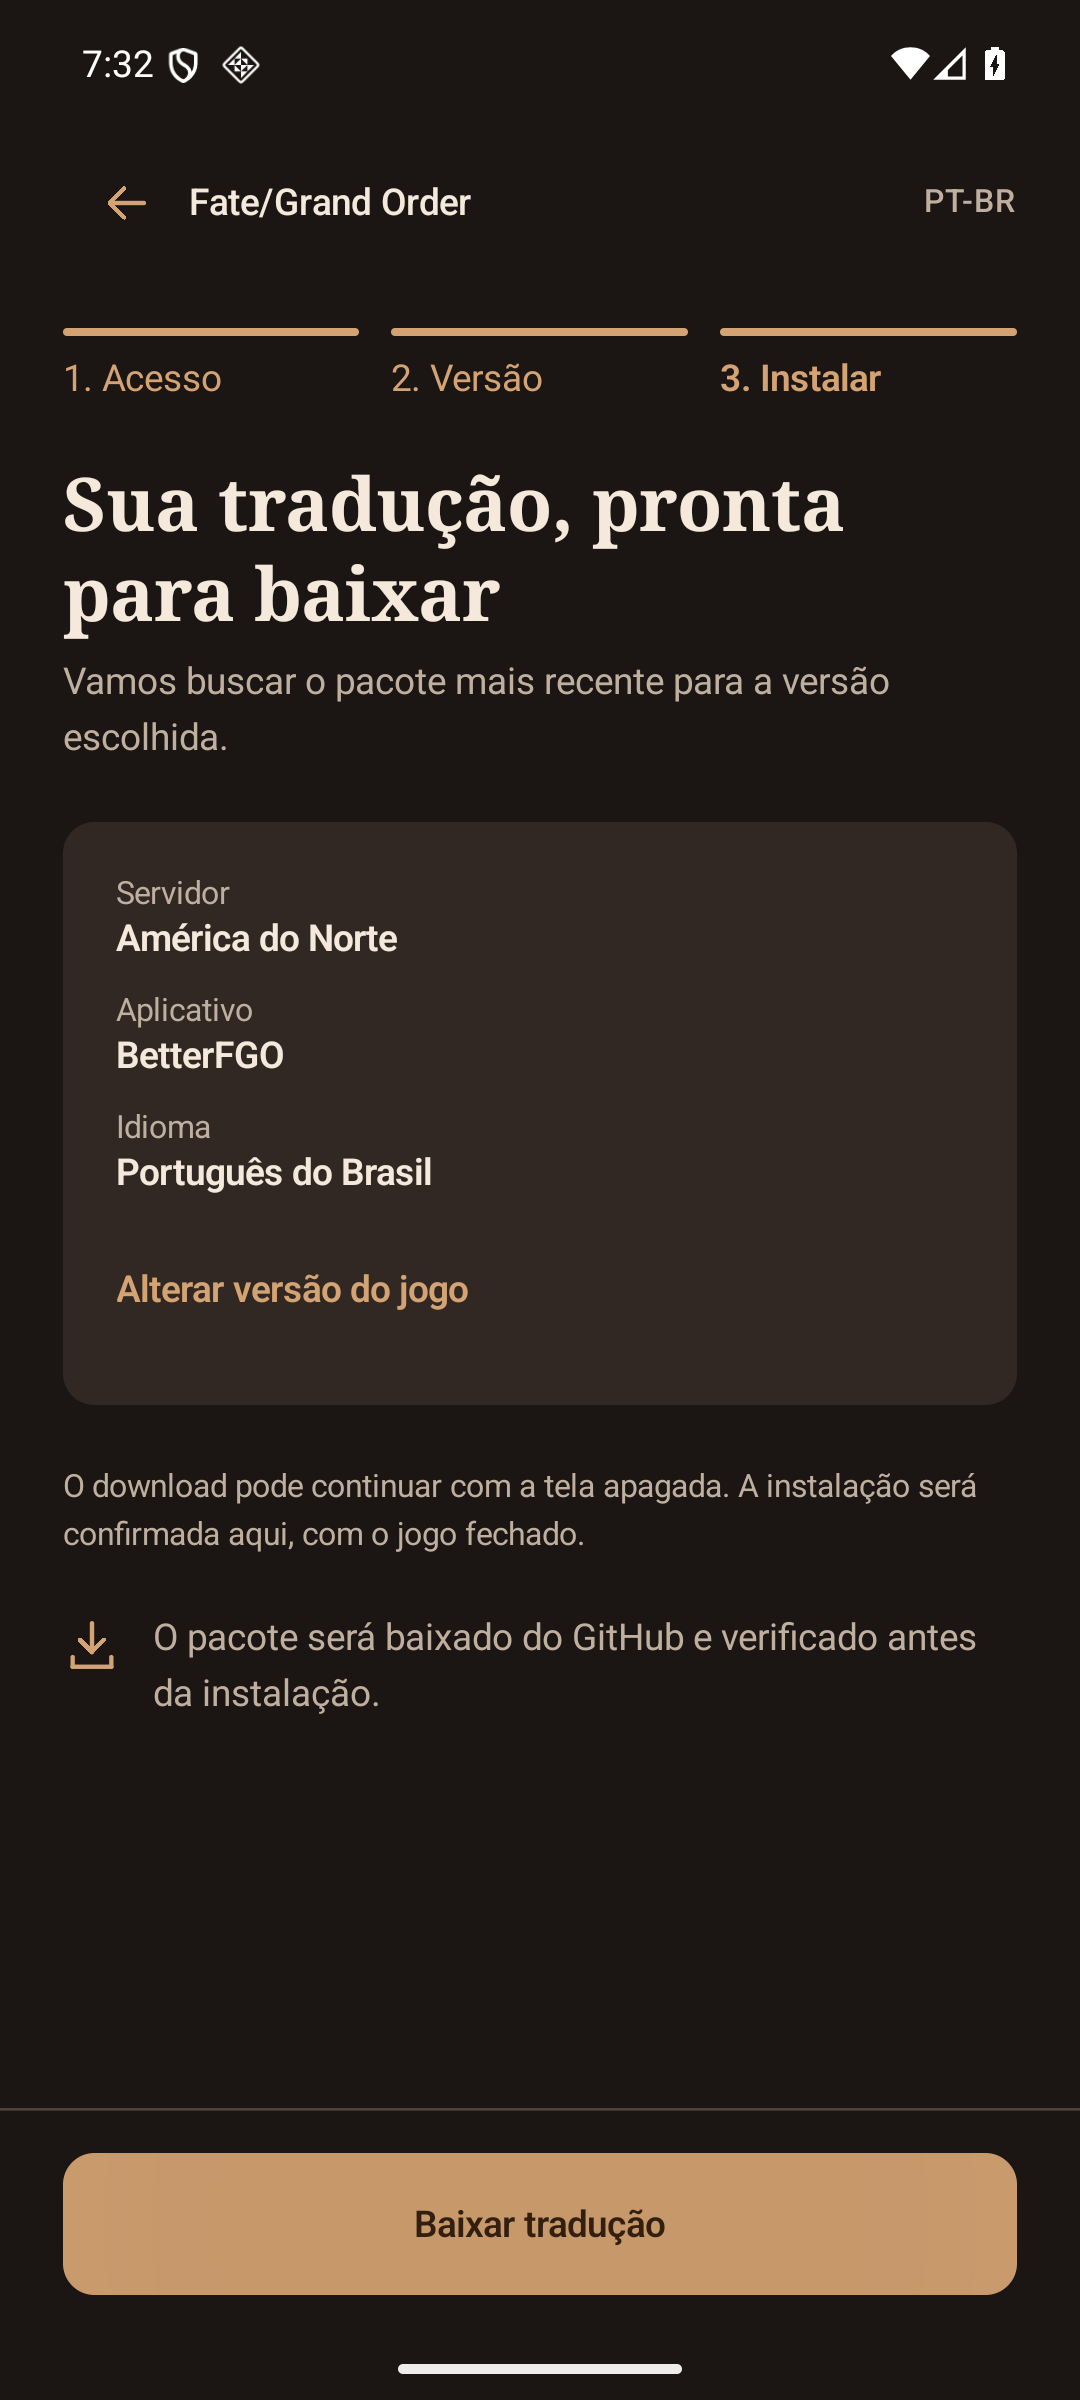 7:32
Fate/Grand Order
PT-BR
1. Acesso
2. Versão
3. Instalar
Sua tradução, pronta
para baixar
Vamos buscar o pacote mais recente para a versão
escolhida.
Servidor
América do Norte
Aplicativo
BetterFGO
Idioma
Português do Brasil
Alterar versão do jogo
O download pode continuar com a tela apagada. A instalação será
confirmada aqui, com o jogo fechado.
O pacote será baixado do GitHub e verificado antes
da instalação.
Baixar tradução